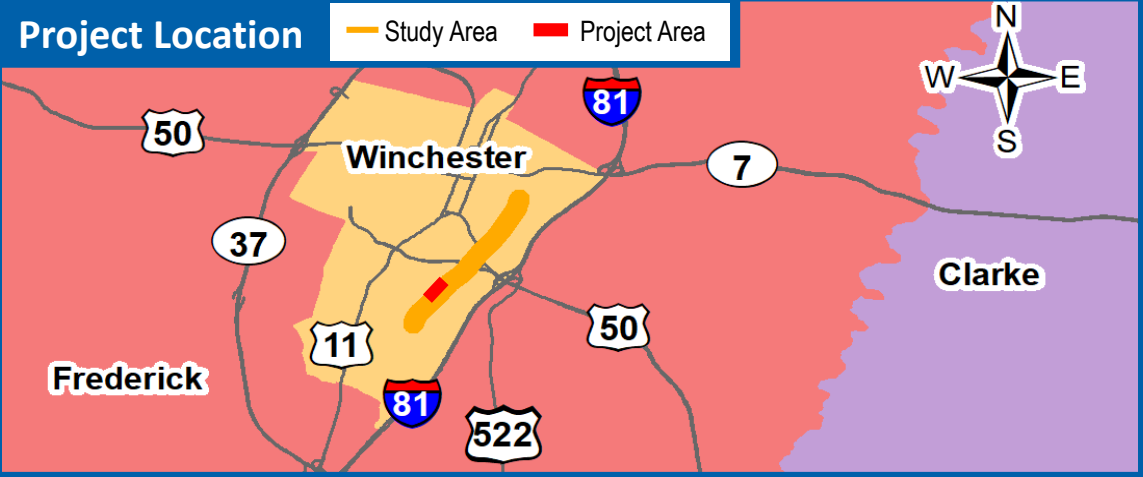 Project Location
Study Area
Project Area
N
W
E
S
81
50
Winchester
7
37
Clarke
50
11
Frederick
81
522